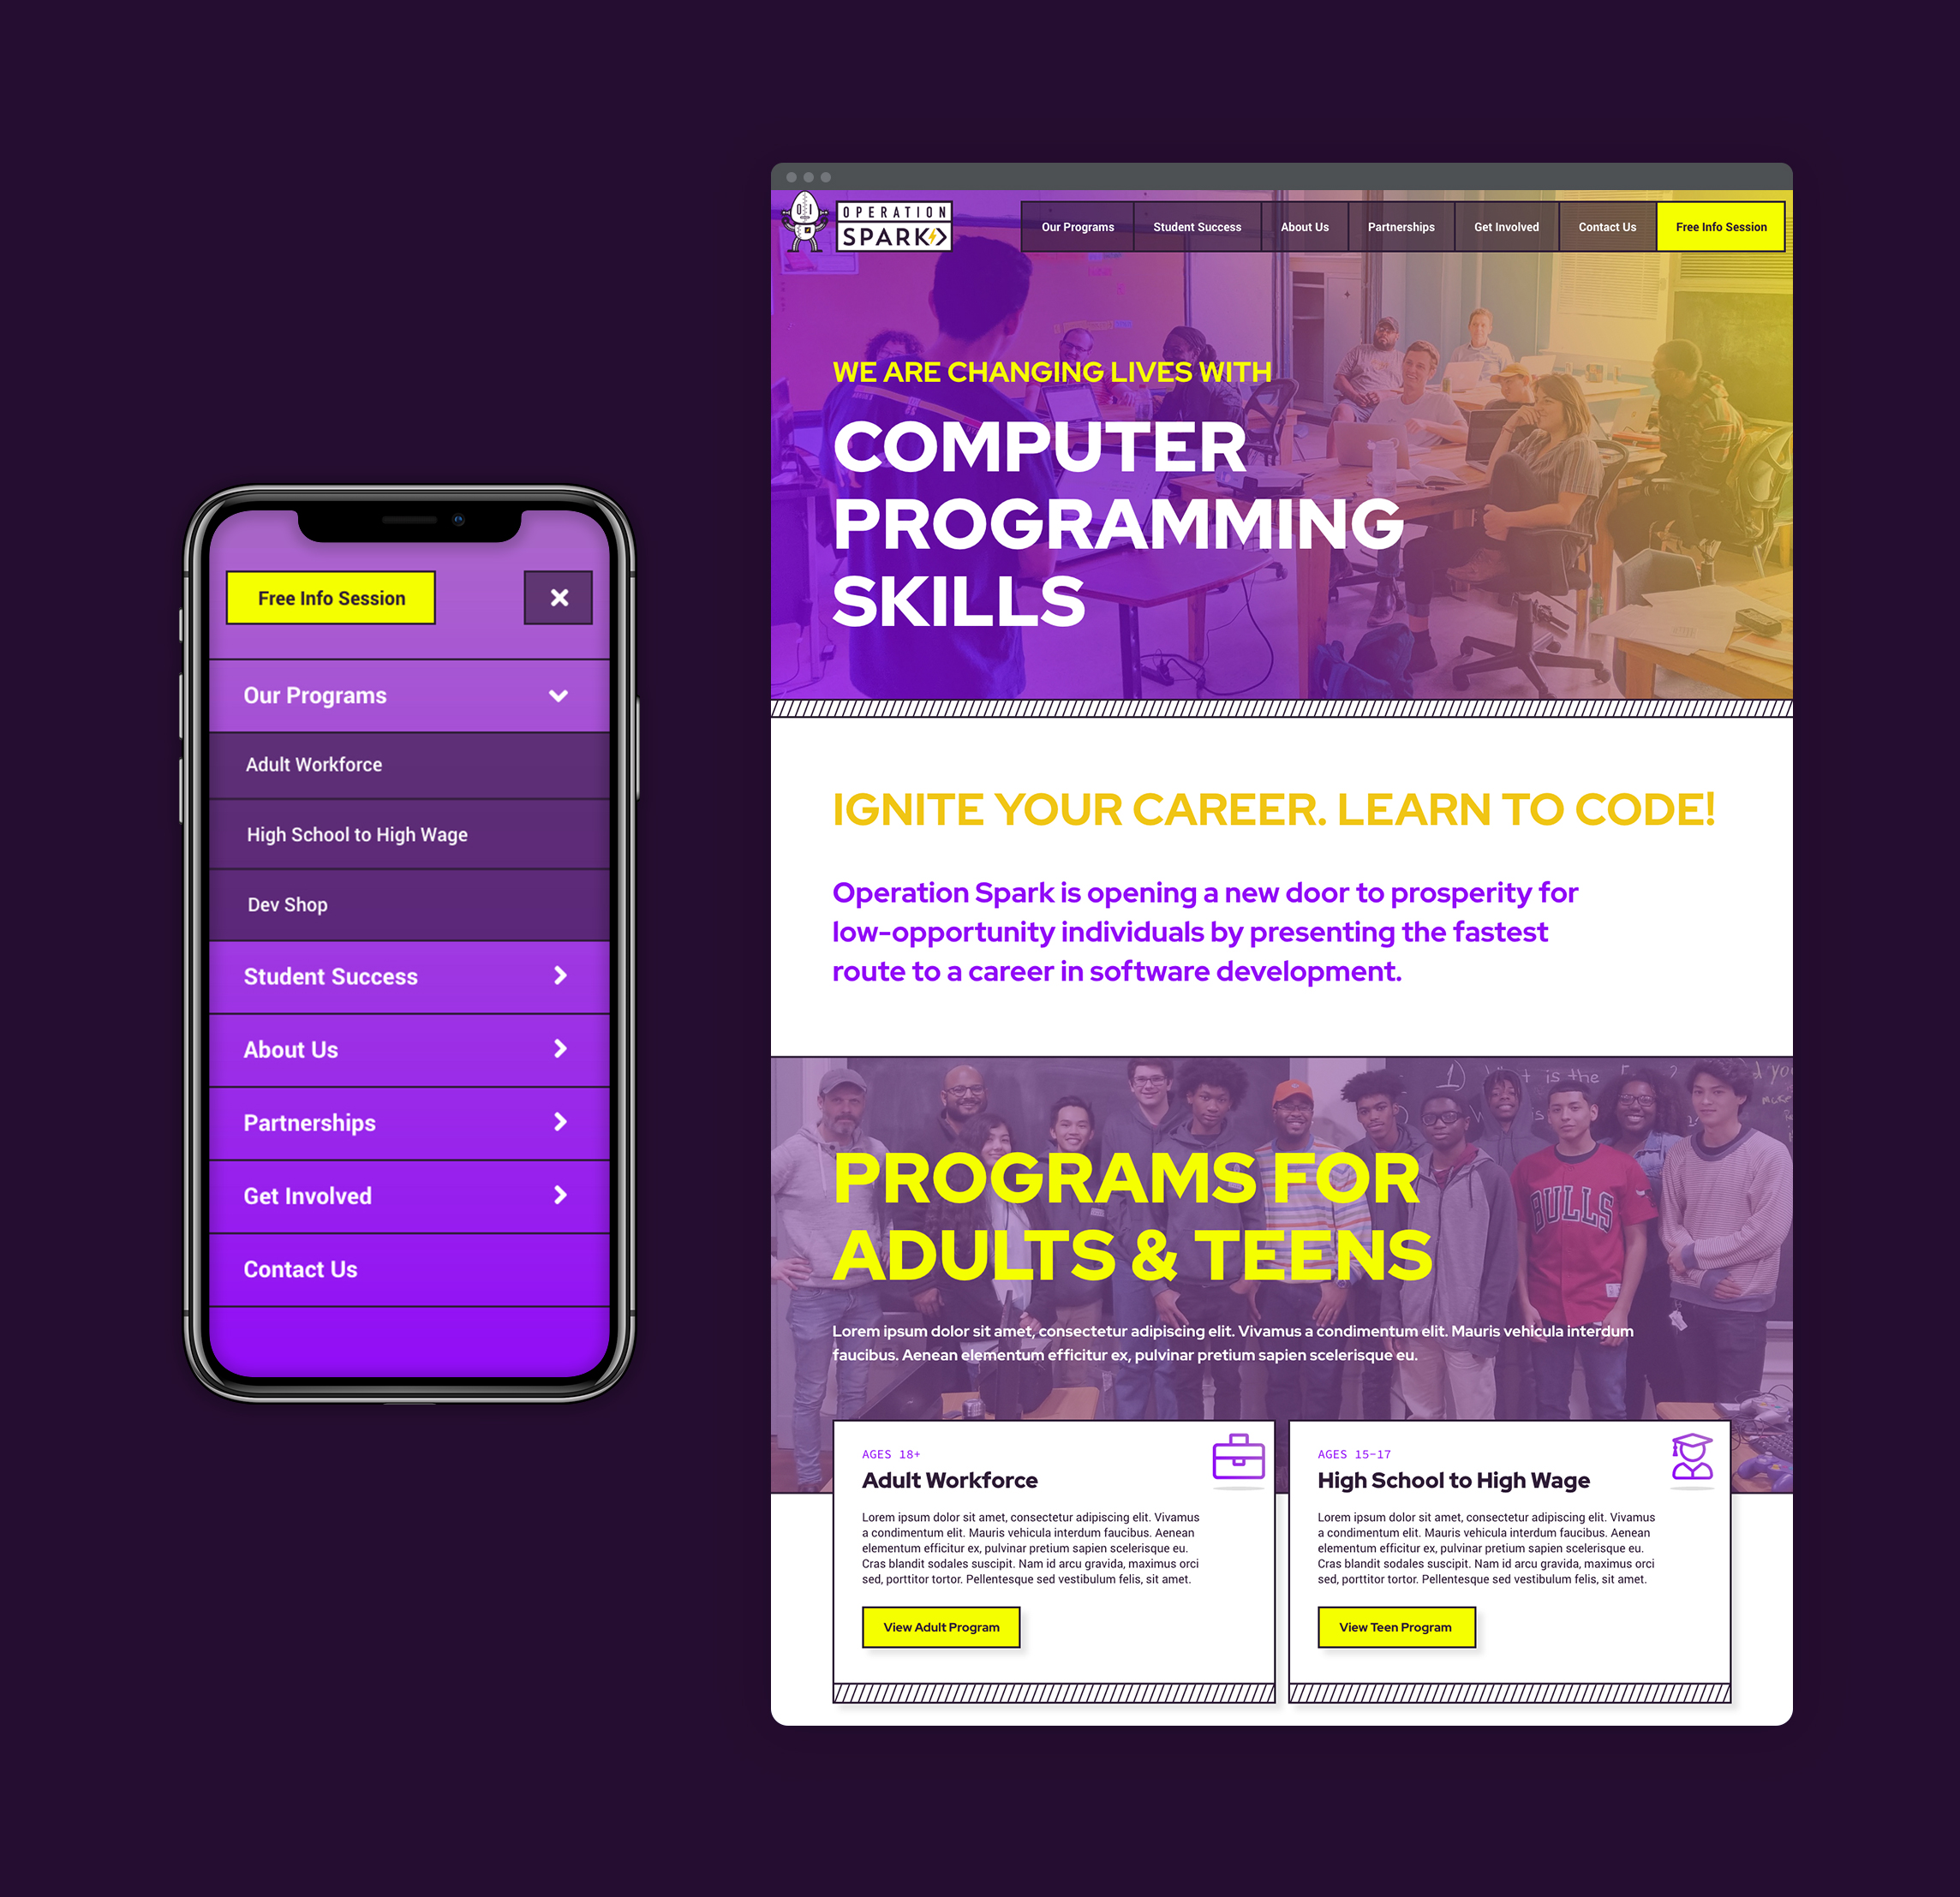 Free Info Session
Our Programs
Adult Workforce
High School to High Wage
Dev Shop
Student Success
About Us
Partnerships
Get Involved
Contact Us
OPERATION
SPARK
Our Programs
Student Success
About Us
Partnerships
Get Involved
Contact Us
Free Info Session
WE ARE CHANGING LIVES WITH
COMPUTER
PROGRAMMING
SKILLS
IGNITE YOUR CAREER. LEARN TO CODE!
Operation Spark is opening a new door to prosperity for
low-opportunity individuals by presenting the fastest
route to a career in software development.
is the
BULLS
PROGRAMS FOR
ADULTS & TEENS
Lorem ipsum dolor sit amet, consectetur adipiscing elit. Vivamus a condimentum elit. Mauris vehicula interdum
faucibus. Aenean elementum efficitur ex, pulvinar pretium sapien scelerisque eu.
AGES 18+
Adult Workforce
Lorem ipsum dolor sit amet, consectetur adipiscing elit. Vivamus
a condimentum elit. Mauris vehicula interdum faucibus. Aenean
elementum efficitur ex, pulvinar pretium sapien scelerisque eu.
Cras blandit sodales suscipit. Nam id arcu gravida, maximus orci
sed, porttitor tortor. Pellentesque sed vestibulum felis, sit amet.
View Adult Program
AGES 15-17
High School to High Wage
Lorem ipsum dolor sit amet, consectetur adipiscing elit. Vivamus
a condimentum elit. Mauris vehicula interdum faucibus. Aenean
elementum efficitur ex, pulvinar pretium sapien scelerisque eu.
Cras blandit sodales suscipit. Nam id arcu gravida, maximus orci
sed, porttitor tortor. Pellentesque sed vestibulum felis, sit amet.
View Teen Program